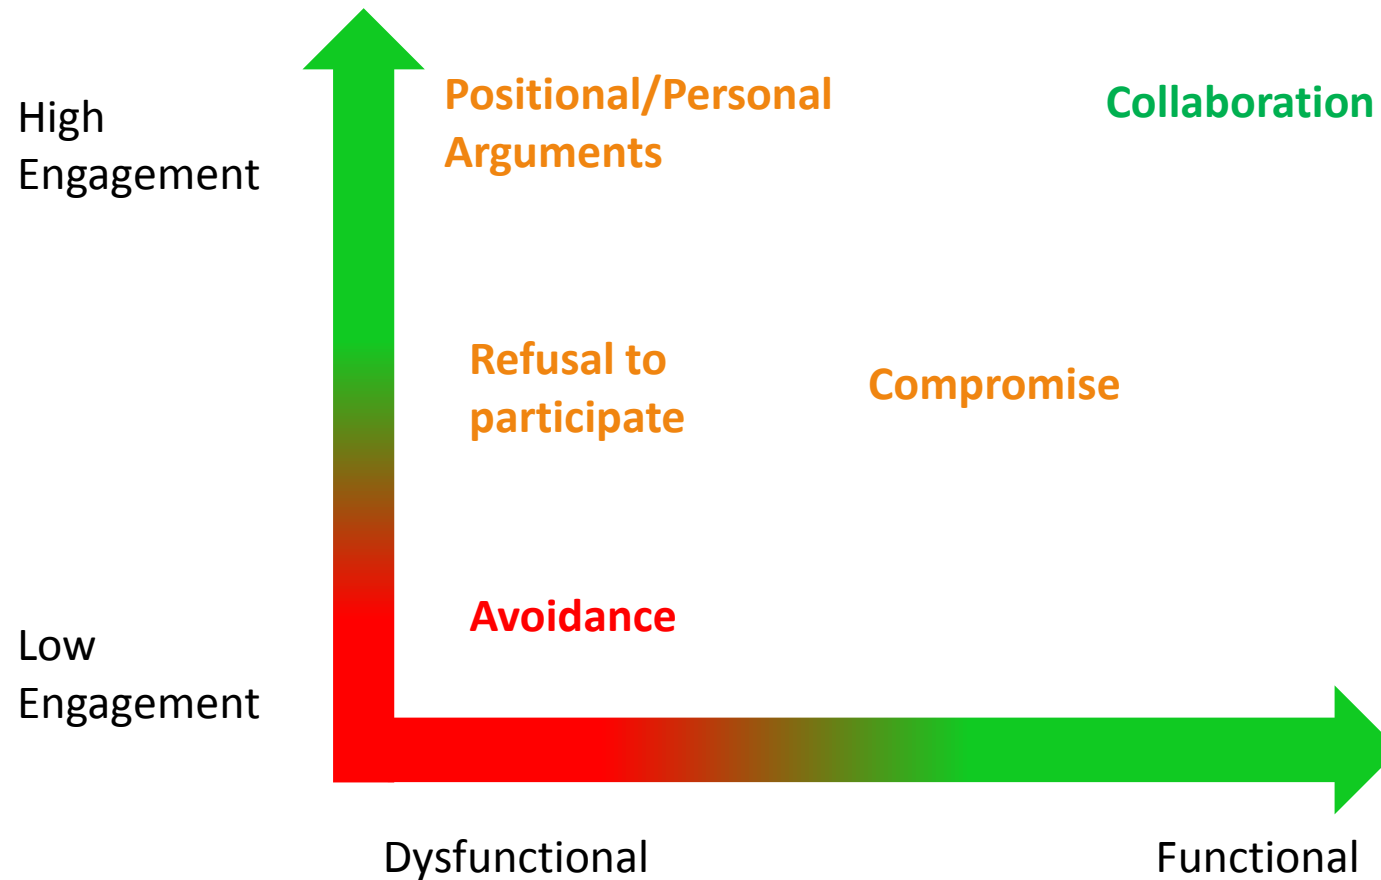 High
Engagement
Positional/Personal
Arguments
Collaboration
Refusal to
participate
Compromise
Avoidance
Low
Engagement
Dysfunctional
Functional